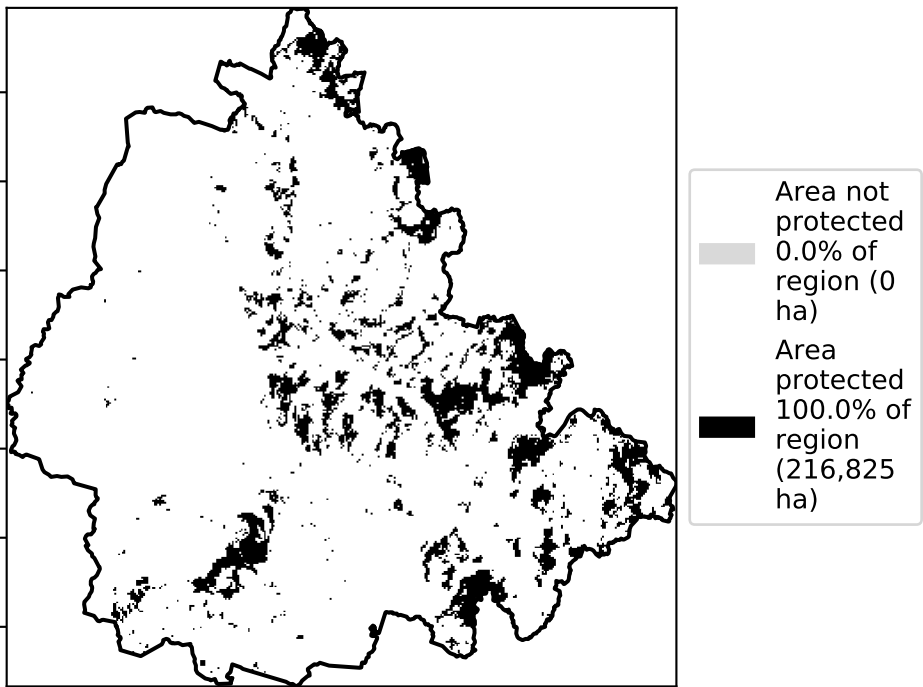 Area not
protected
0.0% of
region (0
ha)
Area
protected
100.0% of
region
(216,825
ha)